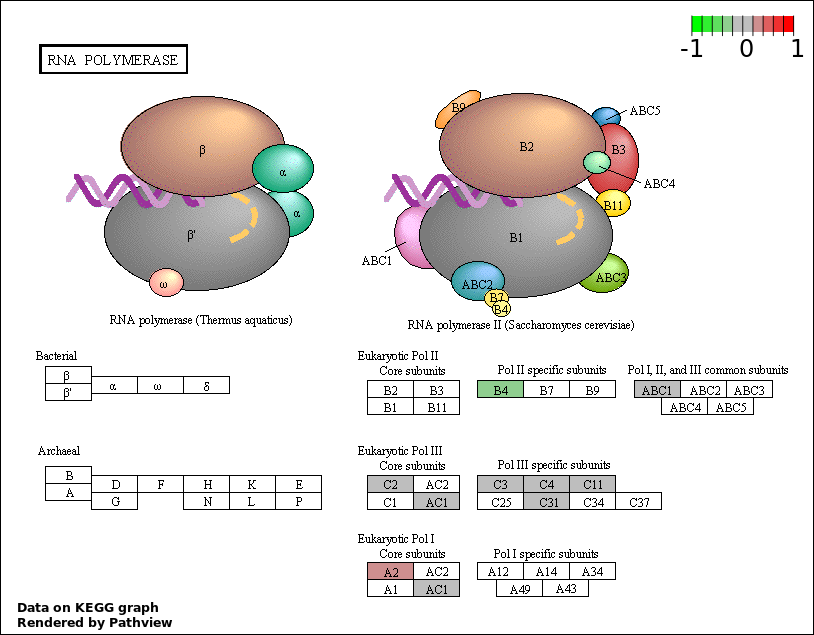 -1 0 1
RNA POLYMERASE
β
α
α
β'
ω
RNA polymerase (Thermus aquaticus)
B9
ABC5
B2
B3
ABC4
B11
B1
ABC1
ABC2
ABC3
B7
B4
RNA polymerase II (Saccharomyces cerevisiae)
Bacterial
β
β'
α ω δ
Eukaryotic Pol II
Core subunits
B2 B3
B1 B11
Pol II specific subunits
B4 B7 B9
Pol I, II, and III common subunits
ABC1 ABC2 ABC3
ABC4 ABC5
Archaeal
B
A
D F H K E
G N L P
Eukaryotic Pol III
Core subunits
C2 AC2
C1 AC1
Pol III specific subunits
C3 C4 C11
C25 C31 C34 C37
Eukaryotic Pol I
Core subunits
A2 AC2
A1 AC1
Pol I specific subunits
A12 A14 A34
A49 A43
Data on KEGG graph
Rendered by Pathview